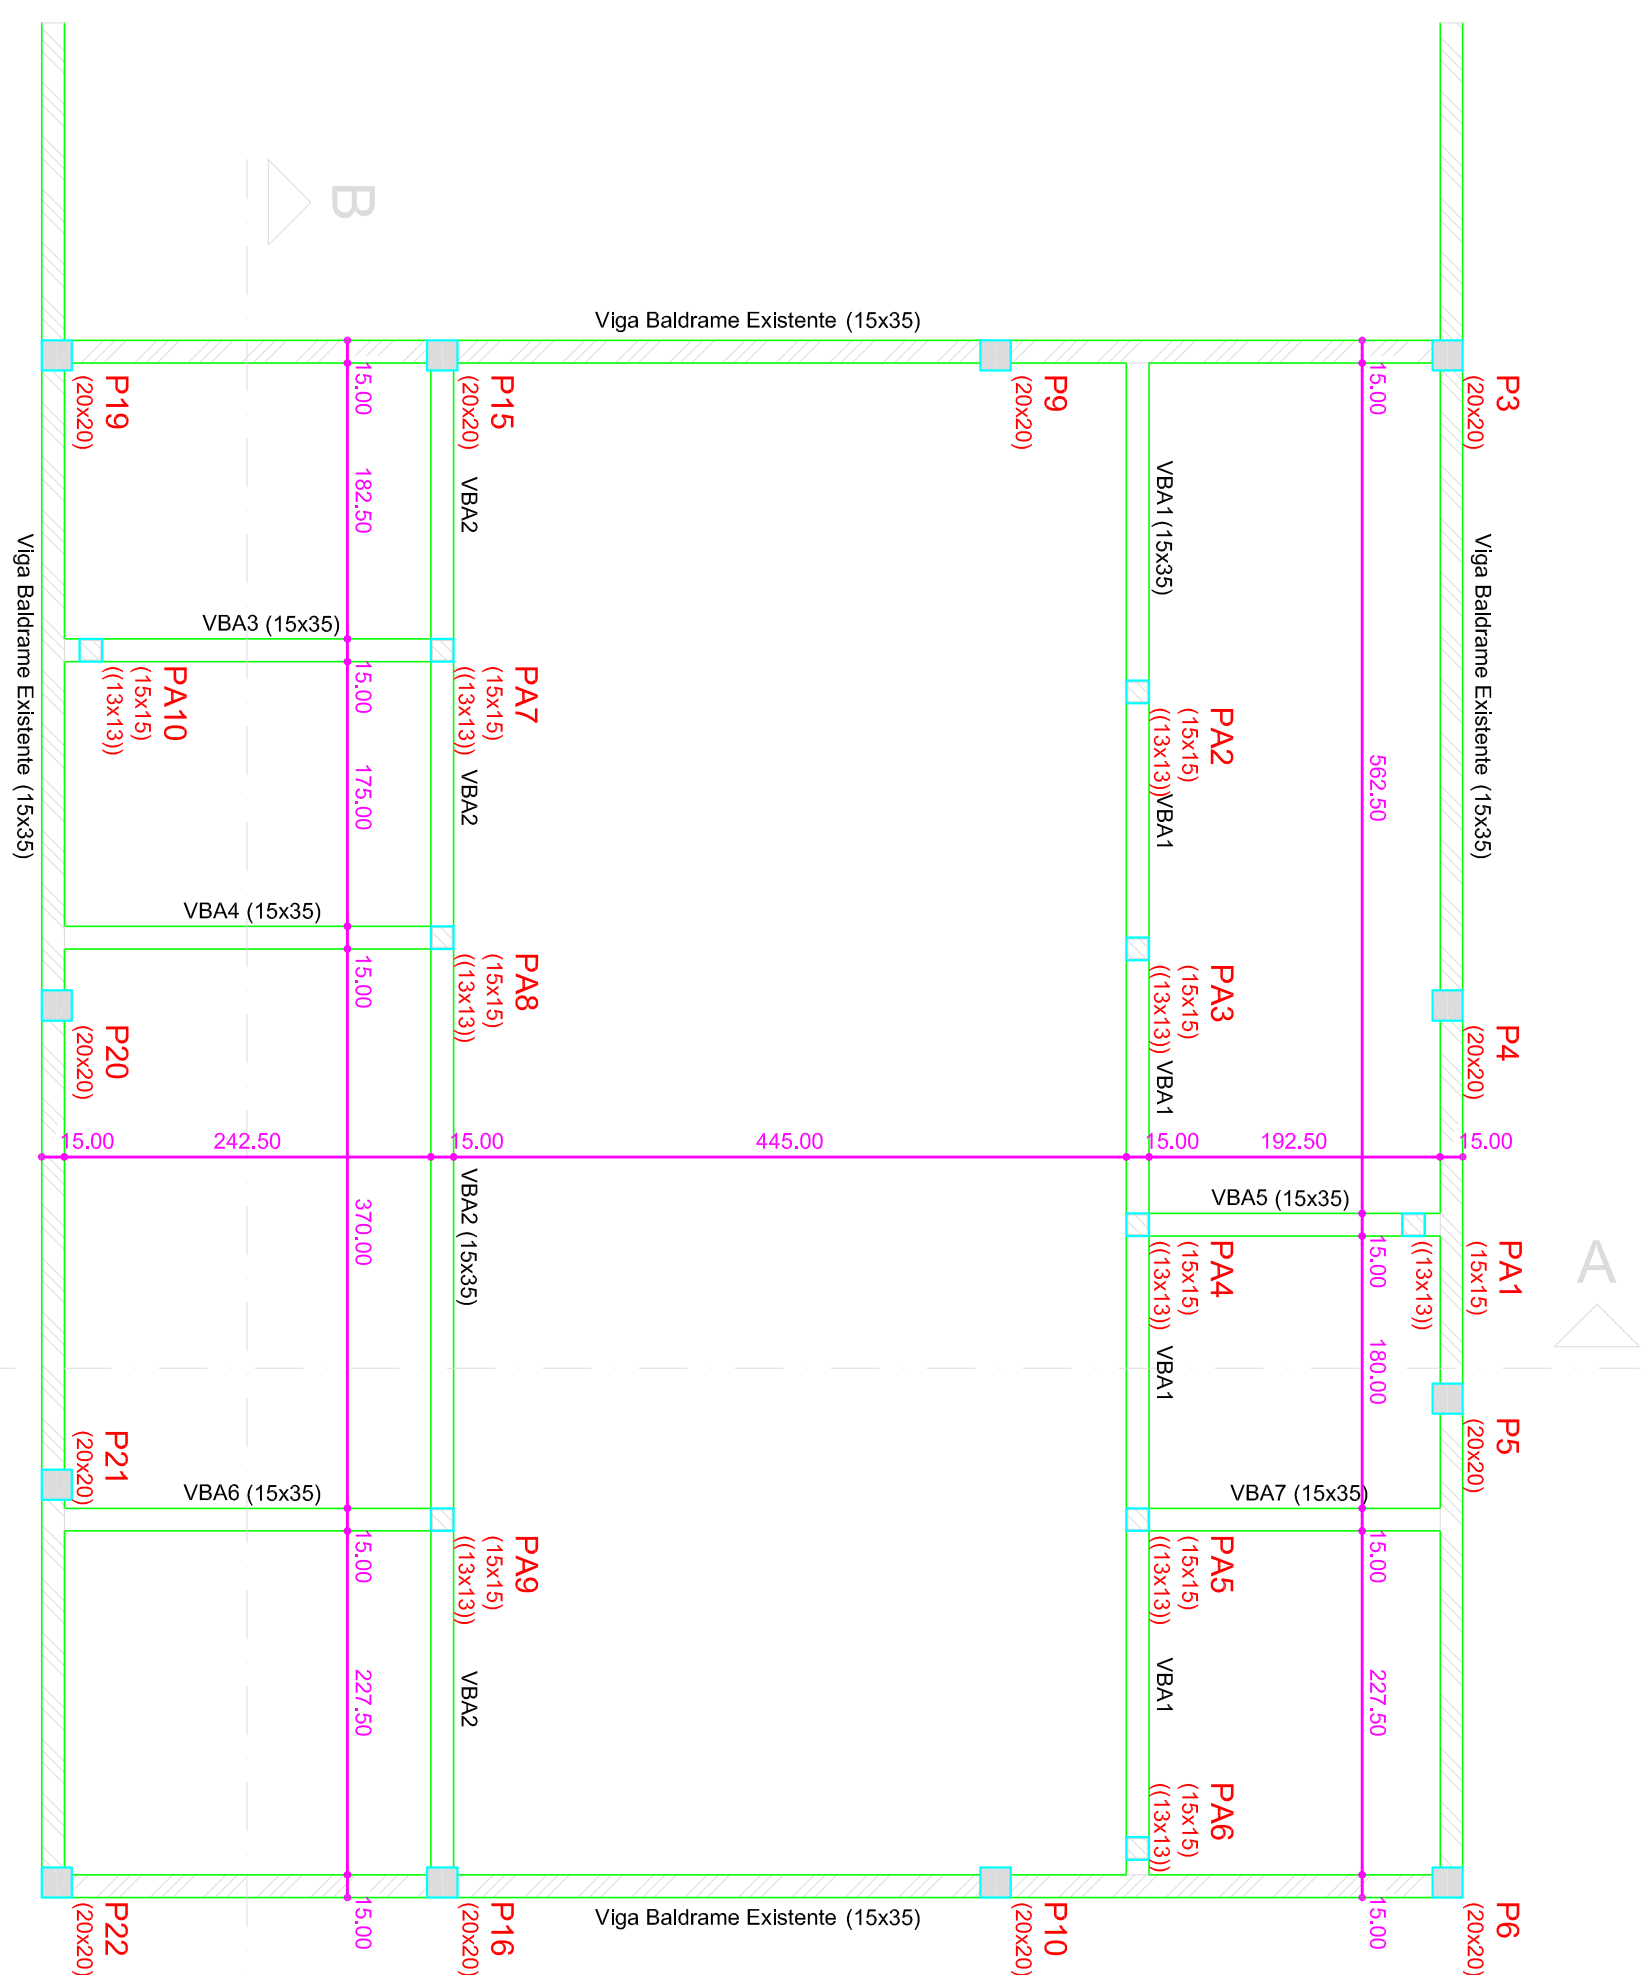 B
Viga Baldrame Existente (15x35)
P19
(20x20)
15.00
P15
(20x20)
P9
(20x20)
15.00
P3
(20x20)
182.50
VBA2
VBA1 (15x35)
Viga Baldrame Existente (15x35)
Viga Baldrame Existente (15x35)
VBA3 (15x35)
PA10
(15x15)
((13x13))
15.00
PA7
(15x15)
((13x13))
PA2
(15x15)
((13x13))
175.00
VBA2
VBA1
562.50
VBA4 (15x35)
15.00
PA8
(15x15)
((13x13))
PA3
(15x15)
((13x13))
P20
(20x20)
P4
(20x20)
VBA1
15.00
242.50
15.00
445.00
15.00
192.50
15.00
370.00
VBA2 (15x35)
VBA5 (15x35)
PA4
(15x15)
((13x13))
15.00
PA1
(15x15)
((13x13))
A
VBA1
180.00
P21
(20x20)
P5
(20x20)
VBA6 (15x35)
VBA7 (15x35)
15.00
PA9
(15x15)
((13x13))
PA5
(15x15)
((13x13))
15.00
227.50
VBA2
VBA1
227.50
PA6
(15x15)
((13x13))
P22
(20x20)
15.00
P16
(20x20)
Viga Baldrame Existente (15x35)
P10
(20x20)
15.00
P6
(20x20)